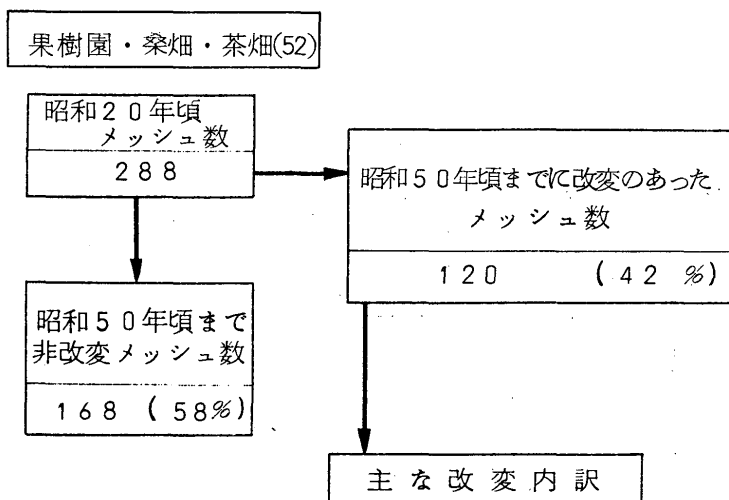 果樹園・桑畑・茶畑(52)
昭和20年頃
メッシュ数
288
昭和50年頃までに改変のあった
メッシュ数
120 (42 %)
昭和50年頃まで
非改変メッシュ数
168 (58%)
主な改変内訳